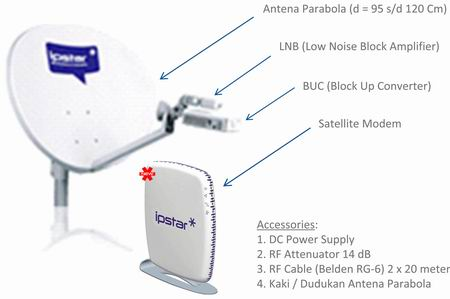 Antena Parabola (d = 95 s/d 120 Cm)
LNB (Low Noise Block Amplifier)
BUC (Block Up Converter)
Satellite Modem
ipstar
ipstar*
Accessories:
1. DC Power Supply
2. RF Attenuator 14 dB
3. RF Cable (Belden RG-6) 2 x 20 meter
4. Kaki / Dudukan Antena Parabola